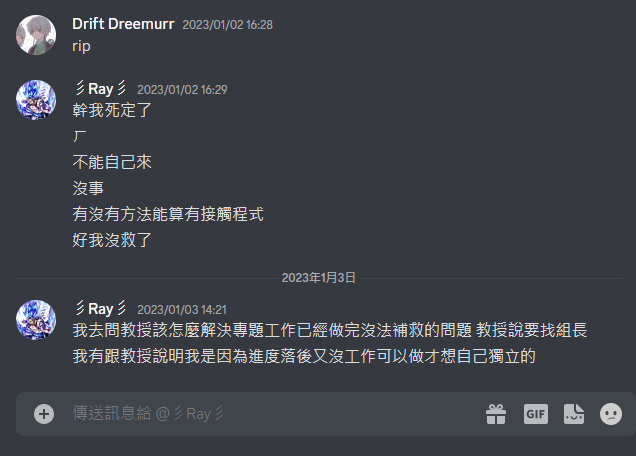 Drift Dreemurr 2023/01/02 16:28
rip
彡Ray彡 2023/01/02 16:29
幹我死定了
ㄏ
不能自己來
沒事
有沒有方法能算有接觸程式
好我沒救了
2023年1月3日
彡Ray彡 2023/01/03 14:21
我去問教授該怎麼解決專題工作已經做完沒法補救的問題 教授說要找組長
我有跟教授說明我是因為進度落後又沒工作可以做才想自己獨立的
傳送訊息給 @彡Ray彡
GIF